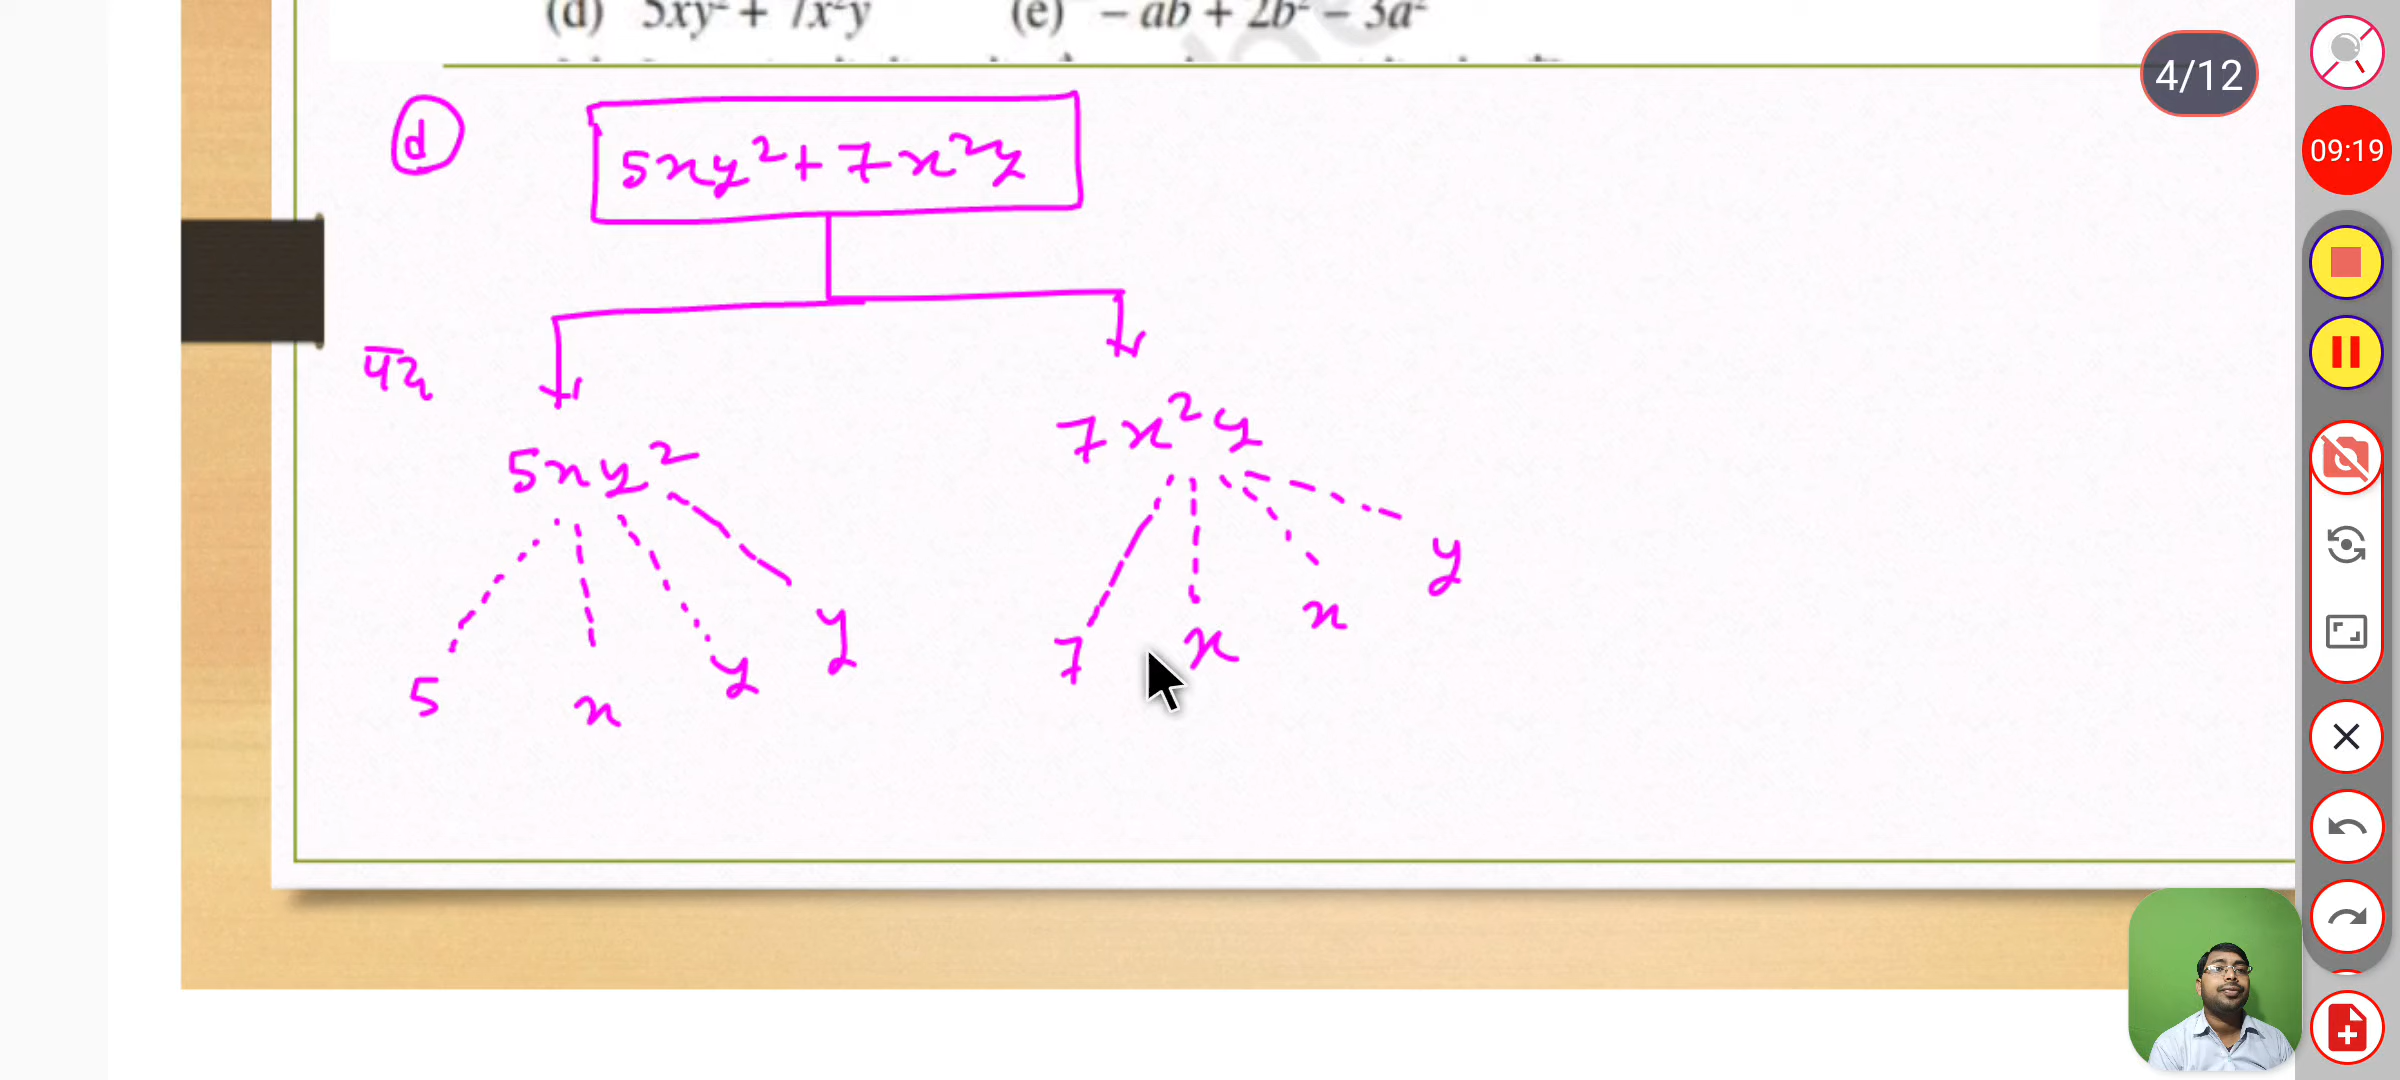 (d) 5xy² + 7x²y (e) – ab + 2b² – 3a²
4/12
09:19
d
5xy² + 7x²y
पद
5xy² 7x²y
5 x y y 7 x x y